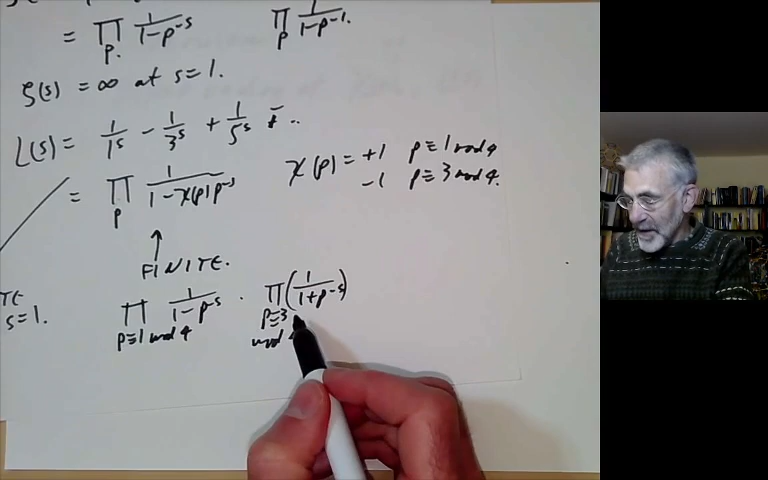 = ∏ 1/(1-p^-s) ∏ 1/(1-p^-1).
p. p
ζ(s) = ∞ at s=1.
L(s) = 1/1^s - 1/3^s + 1/5^s ∓ ..
= ∏ 1/(1-χ(p)p^-s)
p
χ(p) = +1 p≡1 mod 4
-1 p≡3 mod 4.
↑
FINITE.
s=1.
∏ 1/(1-p^-s) · ∏ (1/(1+p^-s))
p≡1 mod 4 p≡3
mod